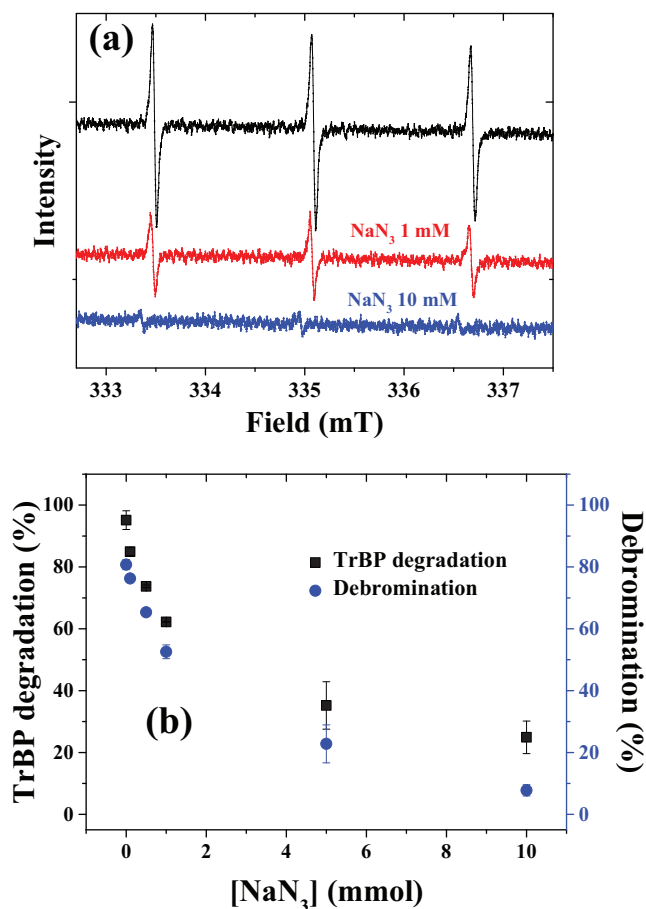 (a)
Intensity
NaN3 1 mM
NaN3 10 mM
333 334 335 336 337
Field (mT)
TrBP degradation (%)
100
80
60
40
20
0
TrBP degradation
Debromination
(b)
100
80
60
40
20
0
Debromination (%)
0 2 4 6 8 10
[NaN3] (mmol)